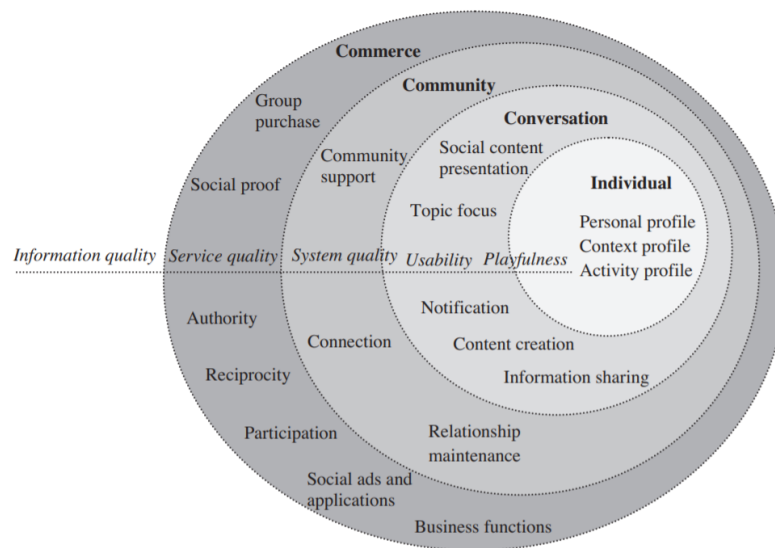 Commerce
Community
Group
purchase
Conversation
Social content
presentation
Community
support
Individual
Social proof
Topic focus
Personal profile
Context profile
Activity profile
Information quality Service quality System quality Usability Playfulness
Notification
Authority
Connection
Content creation
Reciprocity
Information sharing
Participation
Relationship
maintenance
Social ads and
applications
Business functions